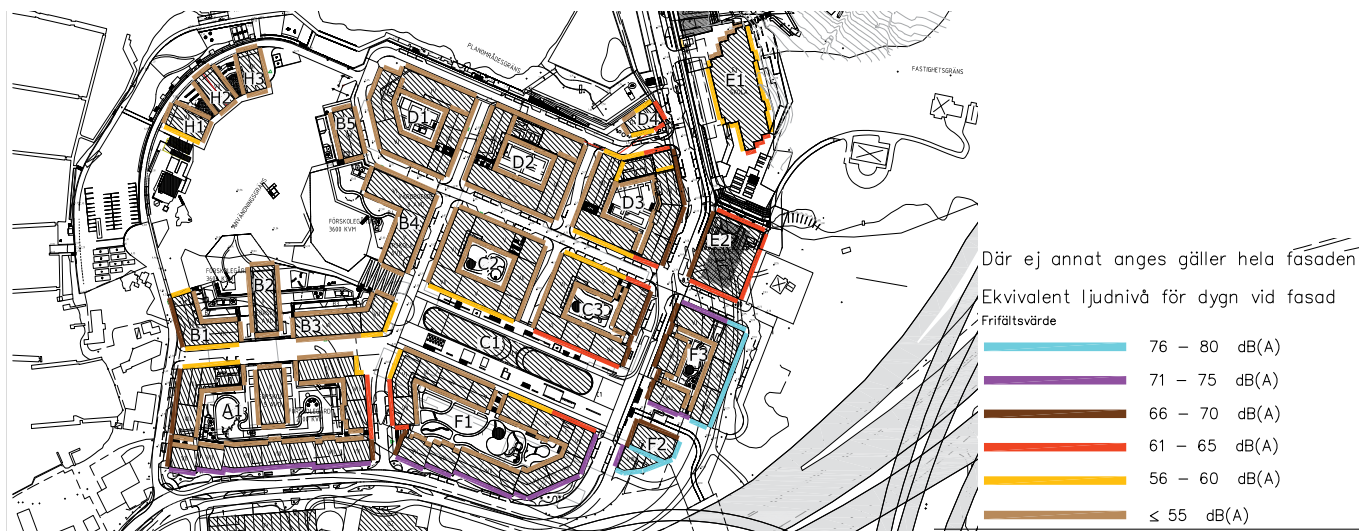 PLANOMRÅDESGRÄNS
FASTIGHETSGRÄNS
H3
H2
H1
E1
D1
D4
B5
D2
D3
ANVÄNDNINGSGRÄNS
FÖRSKOLEGÅRD
3600 KVM
B4
E2
C2
C3
B2
B1
B3
C1
F3
A
F1
F2
Där ej annat anges gäller hela fasaden
Ekvivalent ljudnivå för dygn vid fasad
Frifältsvärde
76 – 80 dB(A)
71 – 75 dB(A)
66 – 70 dB(A)
61 – 65 dB(A)
56 – 60 dB(A)
≤ 55 dB(A)